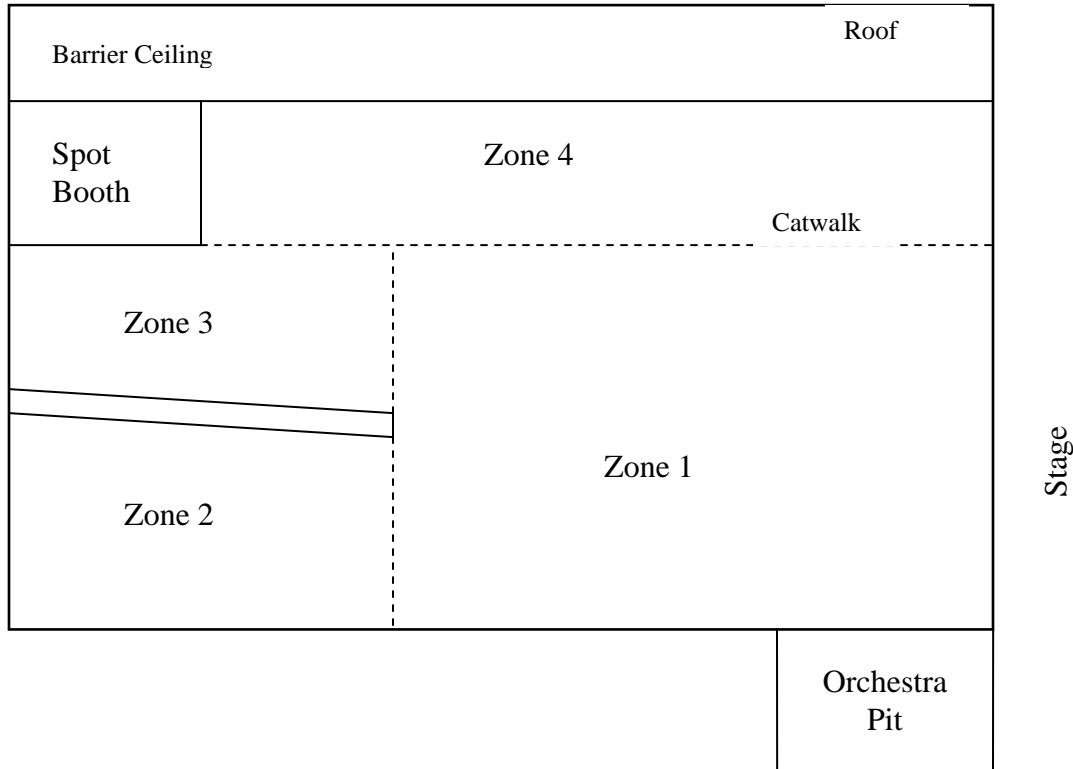 Roof
Barrier Ceiling
Spot
Booth
Zone 4
Catwalk
Zone 3
Zone 1
Stage
Zone 2
Orchestra
Pit